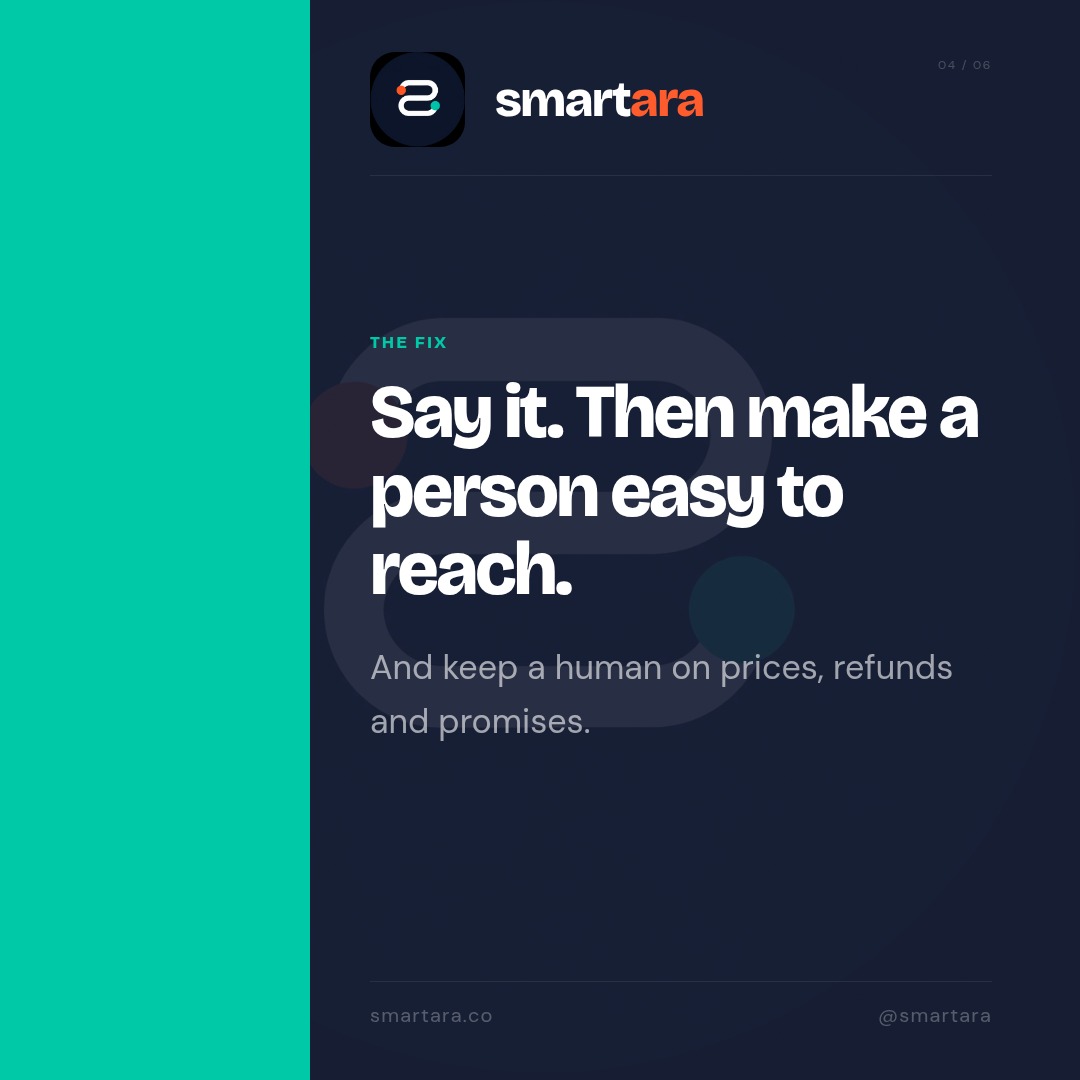 smartara
04 / 06
THE FIX
Say it. Then make a
person easy to
reach.
And keep a human on prices, refunds
and promises.
smartara.co
@smartara